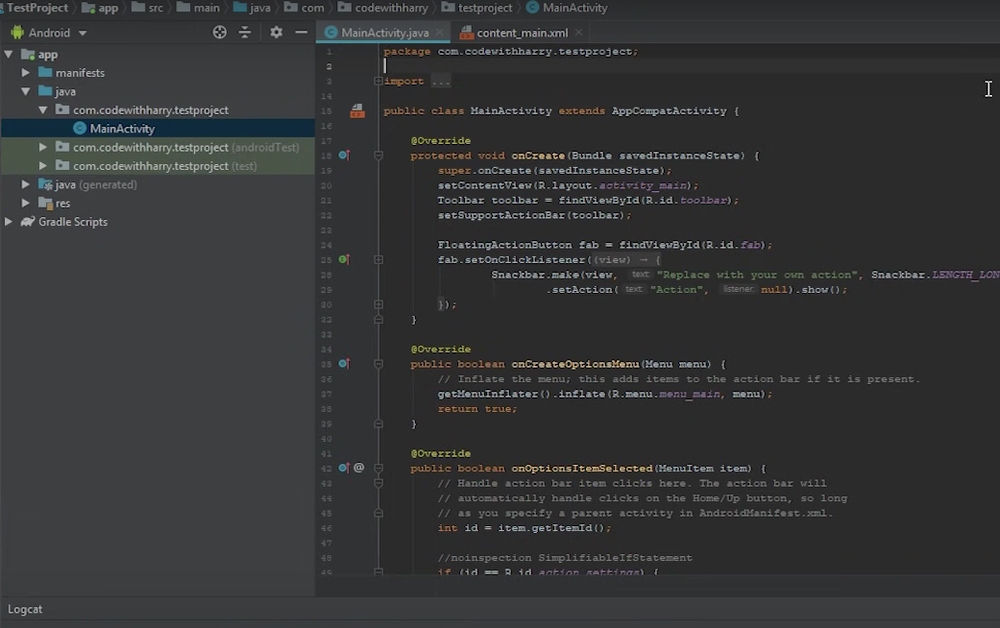 TestProject app src main java com codewithharry testproject MainActivity
Android
MainActivity.java content_main.xml
app
manifests
java
com.codewithharry.testproject
MainActivity
com.codewithharry.testproject (androidTest)
com.codewithharry.testproject (test)
java (generated)
res
Gradle Scripts
1 package com.codewithharry.testproject;
2
3 import ...
14
15 public class MainActivity extends AppCompatActivity {
16
17 @Override
18 protected void onCreate(Bundle savedInstanceState) {
19 super.onCreate(savedInstanceState);
20 setContentView(R.layout.activity_main);
21 Toolbar toolbar = findViewById(R.id.toolbar);
22 setSupportActionBar(toolbar);
23
24 FloatingActionButton fab = findViewById(R.id.fab);
25 fab.setOnClickListener((view) → {
28 Snackbar.make(view, text: "Replace with your own action", Snackbar.LENGTH_LON
29 .setAction( text: "Action", listener: null).show();
30 });
32 }
33
34 @Override
35 public boolean onCreateOptionsMenu(Menu menu) {
36 // Inflate the menu; this adds items to the action bar if it is present.
37 getMenuInflater().inflate(R.menu.menu_main, menu);
38 return true;
39 }
40
41 @Override
42 @ public boolean onOptionsItemSelected(MenuItem item) {
43 // Handle action bar item clicks here. The action bar will
44 // automatically handle clicks on the Home/Up button, so long
45 // as you specify a parent activity in AndroidManifest.xml.
46 int id = item.getItemId();
47
48 //noinspection SimplifiableIfStatement
49 if (id == R.id.action_settings) {
Logcat